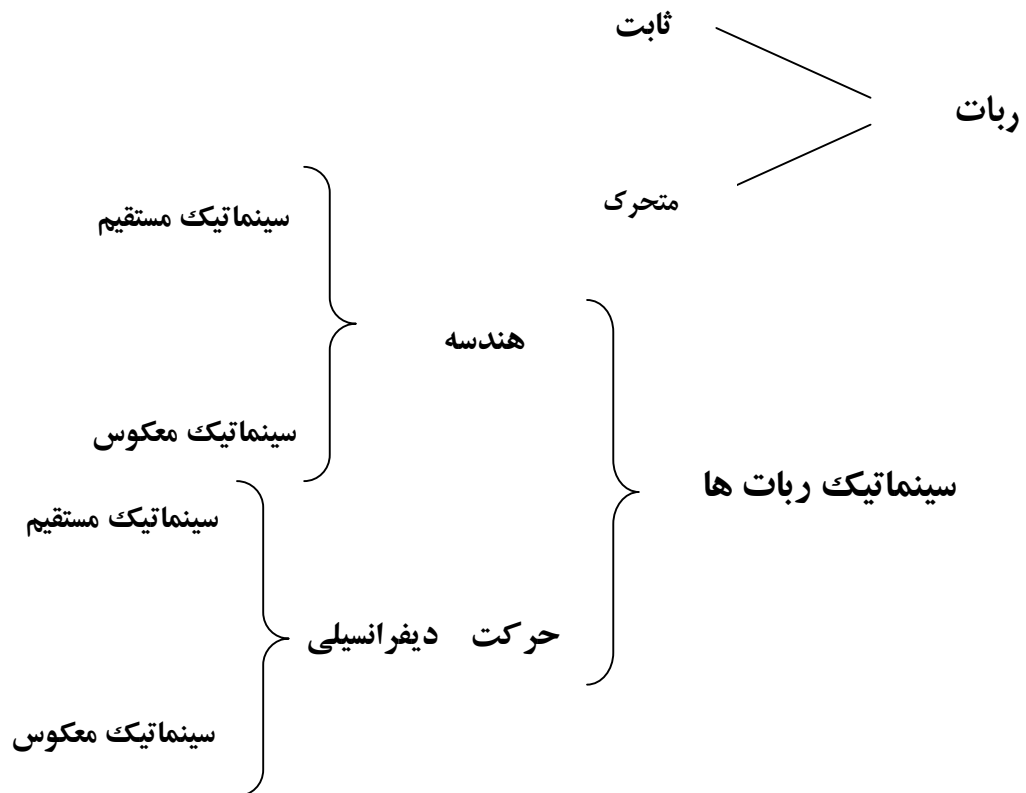 ثابت
ربات
متحرک
سینماتیک مستقیم
هندسه
سینماتیک معکوس
سینماتیک ربات ها
سینماتیک مستقیم
حرکت دیفرانسیلی
سینماتیک معکوس